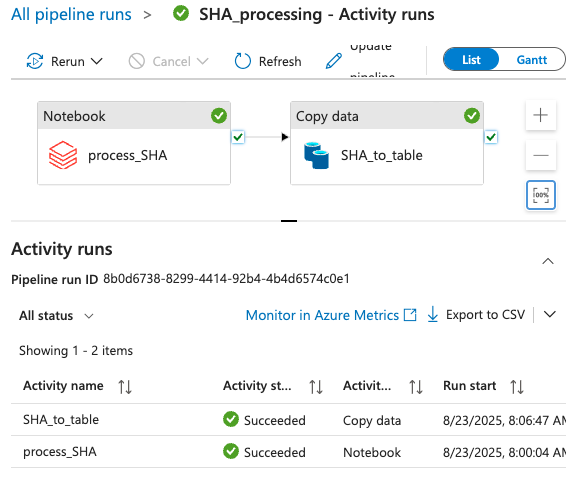 All pipeline runs > SHA_processing - Activity runs
Rerun Cancel Refresh Update pipeline List Gantt
Notebook Copy data
process_SHA SHA_to_table
100%
Activity runs
Pipeline run ID 8b0d6738-8299-4414-92b4-4b4d6574c0e1
All status Monitor in Azure Metrics Export to CSV
Showing 1 - 2 items
Activity name Activity st... Activit... Run start
SHA_to_table Succeeded Copy data 8/23/2025, 8:06:47 AM
process_SHA Succeeded Notebook 8/23/2025, 8:00:04 AM